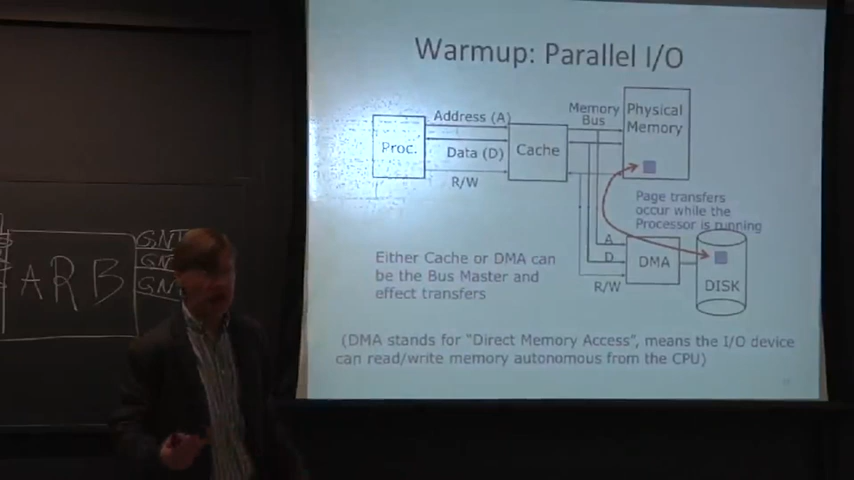 Warmup: Parallel I/O
Address (A)
Memory
Bus
Physical
Memory
Proc.
Data (D)
Cache
R/W
Page transfers
occur while the
Processor is running
Either Cache or DMA can
be the Bus Master and
effect transfers
A
D
R/W
DMA
DISK
(DMA stands for "Direct Memory Access", means the I/O device
can read/write memory autonomous from the CPU)
ARB